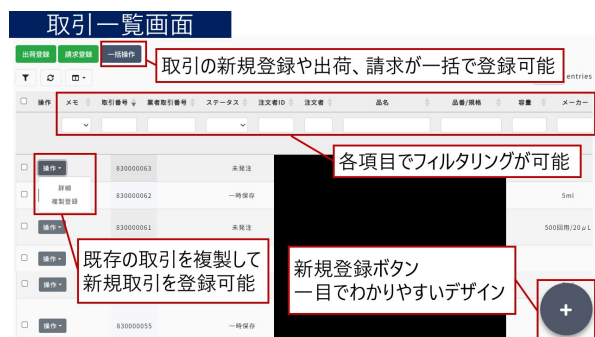 取引一覧画面
出荷登録 請求登録 一括操作
取引の新規登録や出荷、請求が一括で登録可能
entries
操作 メモ 取引番号 業者取引番号 ステータス 注文者ID 注文者 品名 品番/規格 容量 メーカー
各項目でフィルタリングが可能
操作 830000063 未発注
詳細
複製登録
830000062 一時保存 5ml
操作 830000061 未発注 500回用/20μL
既存の取引を複製して
新規取引を登録可能
操作
操作
新規登録ボタン
一目でわかりやすいデザイン
+
操作 830000055 一時保存